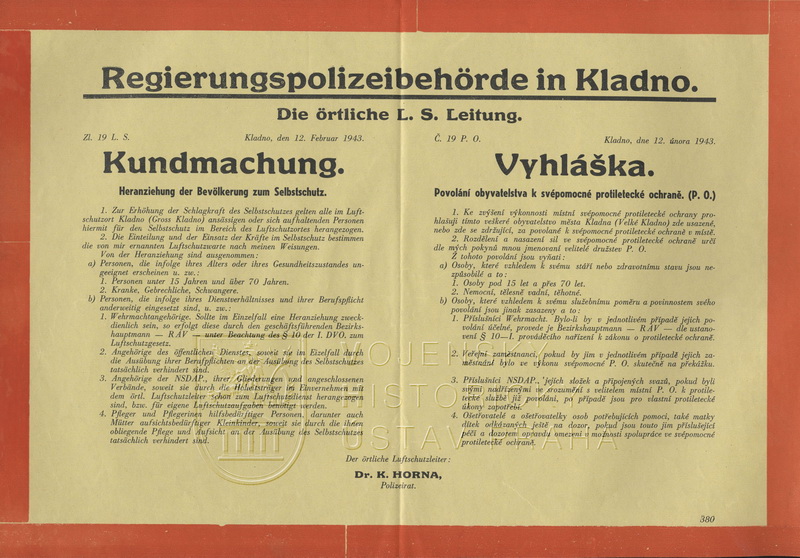 Regierungspolizeibehörde in Kladno.
Die örtliche L. S. Leitung.
Zl. 19 L. S. Kladno, den 12. Februar 1943.
Kundmachung.
Heranziehung der Bevölkerung zum Selbstschutz.
1. Zur Erhöhung der Schlagkraft des Selbstschutzes gelten alle im Luft-
schutzort Kladno (Gross Kladno) ansässigen oder sich aufhaltenden Personen
hiermit für den Selbstschutz im Bereich des Luftschutzortes herangezogen.
2. Die Einteilung und der Einsatz der Kräfte im Selbstschutz bestimmen
die von mir ernannten Luftschutzwarte nach meinen Weisungen.
Von der Heranziehung sind ausgenommen:
a) Personen, die infolge ihres Alters oder ihres Gesundheitszustandes un-
geeignet erscheinen u. zw.:
1. Personen unter 15 Jahren und über 70 Jahren.
2. Kranke, Gebrechliche, Schwangere.
b) Personen, die infolge ihres Dienstverhältnisses und ihrer Berufspflicht
anderweitig eingesetzt sind, u. zw.:
1. Wehrmachtangehörige. Sollte im Einzelfall eine Heranziehung zweck-
dienlich sein, so erfolgt diese durch den geschäftsführenden Bezirks-
hauptmann — RAV — unter Beachtung des § 10 der I. DVO. zum
Luftschutzgesetz.
2. Angehörige des öffentlichen Dienstes, soweit sie im Eizelfall durch
die Ausübung ihrer Berufspflichten an der Ausübung des Selbstschutzes
tatsächlich verhindert sind.
3. Angehörige der NSDAP., ihrer Gliederungen und angeschlossenen
Verbände, soweit sie durch die Hoheitsträger im Einvernehmen mit
dem örtl. Luftschutzleiter schon zum Luftschutzdienst herangezogen
sind, bzw. für eigene Luftschutzaufgaben benötigt werden.
4. Pfleger und Pflegerinen hilfsbedürftiger Personen, darunter auch
Mütter aufsichtsbedürftiger Kleinkinder, soweit sie durch die ihnen
obliegende Pflege und Aufsicht an der Ausübung des Selbstschutzes
tatsächlich verhindert sind.
Č. 19 P. O. Kladno, dne 12. února 1943.
Vyhláška.
Povolání obyvatelstva k svépomocné protiletecké ochraně. (P. O.)
1. Ke zvýšení výkonnosti místní svépomocné protiletecké ochrany pro-
hlašuji tímto veškeré obyvatelstvo města Kladna (Velké Kladno) zde usazené,
nebo zde se zdržující, za povolané k svépomocné protiletecké ochraně v místě.
2. Rozdělení a nasazení sil ve svépomocné protiletecké ochraně určí
dle mých pokynů mnou jmenovaní velitelé družstev P. O.
Z tohoto povolání jsou vyňati:
a) Osoby, které vzhledem k svému stáří nebo zdravotnímu stavu jsou ne-
způsobilé a to:
1. Osoby pod 15 let a přes 70 let.
2. Nemocní, tělesně vadní, těhotné.
b) Osoby, které vzhledem k svému služebnímu poměru a povinnostem svého
povolání jsou jinak zasazeny a to:
1. Příslušníci Wehrmacht. Bylo-li by v jednotlivém případě jejich po-
volání účelné, provede je Bezirkshauptmann — RAV — dle ustano-
vení § 10—I. prováděcího nařízení k zákonu o protiletecké ochraně.
2. Veřejní zaměstnanci, pokud by jim v jednotlivém případě jejich za-
městnání bylo ve výkonu svépomocné P. O. skutečně na překážku.
3. Příslušníci NSDAP., jejich složek a připojených svazů, pokud byli
svými nadřízenými ve srozumění s velitelem místní P. O. k protile-
tecké službě již povoláni, po případě jsou pro vlastní protiletecké
úkony zapotřebí.
4. Ošetřovatelé a ošetřovatelky osob potřebujících pomoci, také matky
dítek odkázaných ještě na dozor, pokud jsou touto jim příslušející
péčí a dozorem opravdu omezeni v možnosti spolupráce ve svépomocné
protiletecké ochraně.
Der örtliche Luftschutzleiter:
Dr. K. HORNA,
Polizeirat.
380
VOJENSKÝ
HISTORICKÝ
ÚSTAV PRAHA